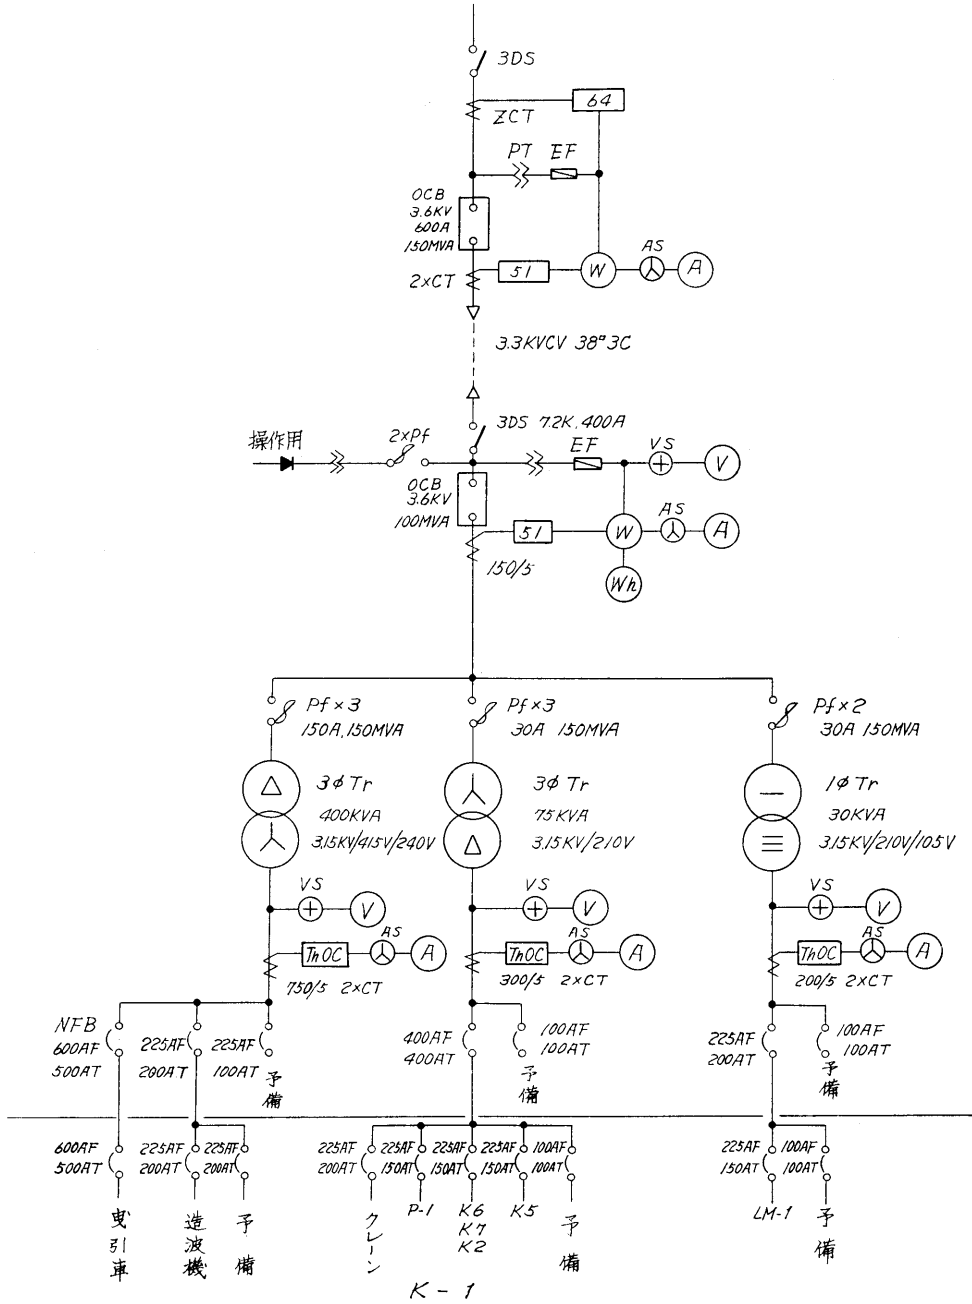 3DS
64
ZCT
PT EF
OCB
3.6KV
600A
150MVA
AS
2×CT
51
W
A
3.3KVCV 38□3C
3DS 7.2K, 400A
操作用
2×Pf
EF
VS
V
OCB
3.6KV
100MVA
51
W
AS
A
150/5
Wh
Pf×3
150A, 150MVA
Pf×3
30A 150MVA
Pf×2
30A 150MVA
3φ Tr
400KVA
3.15KV/415V/240V
3φ Tr
75KVA
3.15KV/210V
1φ Tr
30KVA
3.15KV/210V/105V
VS
V
VS
V
VS
V
ThOC
AS
A
750/5 2×CT
ThOC
AS
A
300/5 2×CT
ThOC
AS
A
200/5 2×CT
NFB
600AF
500AT
225AF
200AT
225AF
100AT
予備
400AF
400AT
100AF
100AT
予備
225AF
200AT
100AF
100AT
予備
600AF
500AT
225AF
200AT
225AF
200AT
225AF
200AT
225AF
150AT
225AF
150AT
225AF
150AT
100AF
100AT
225AF
150AT
100AF
100AT
曳引車
造波機
予備
クレーン
P-1
K6
K7
K2
K5
予備
LM-1
予備
K-1